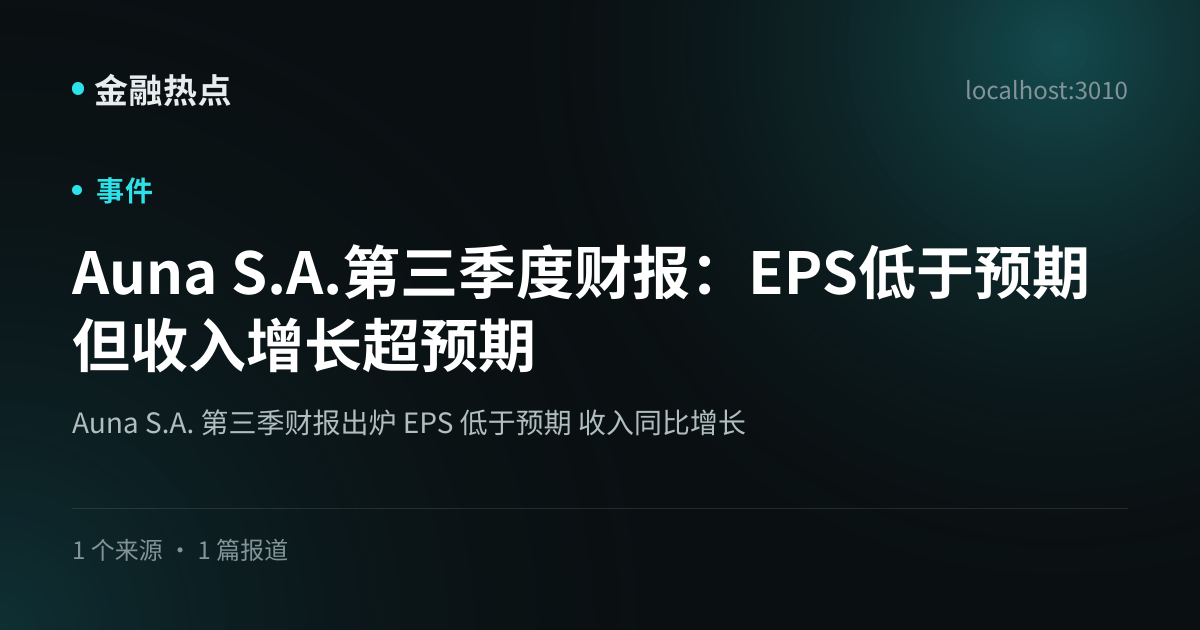 金融热点
localhost:3010
事件
Auna S.A.第三季度财报：EPS低于预期
但收入增长超预期
Auna S.A. 第三季财报出炉 EPS 低于预期 收入同比增长
1 个来源 · 1 篇报道